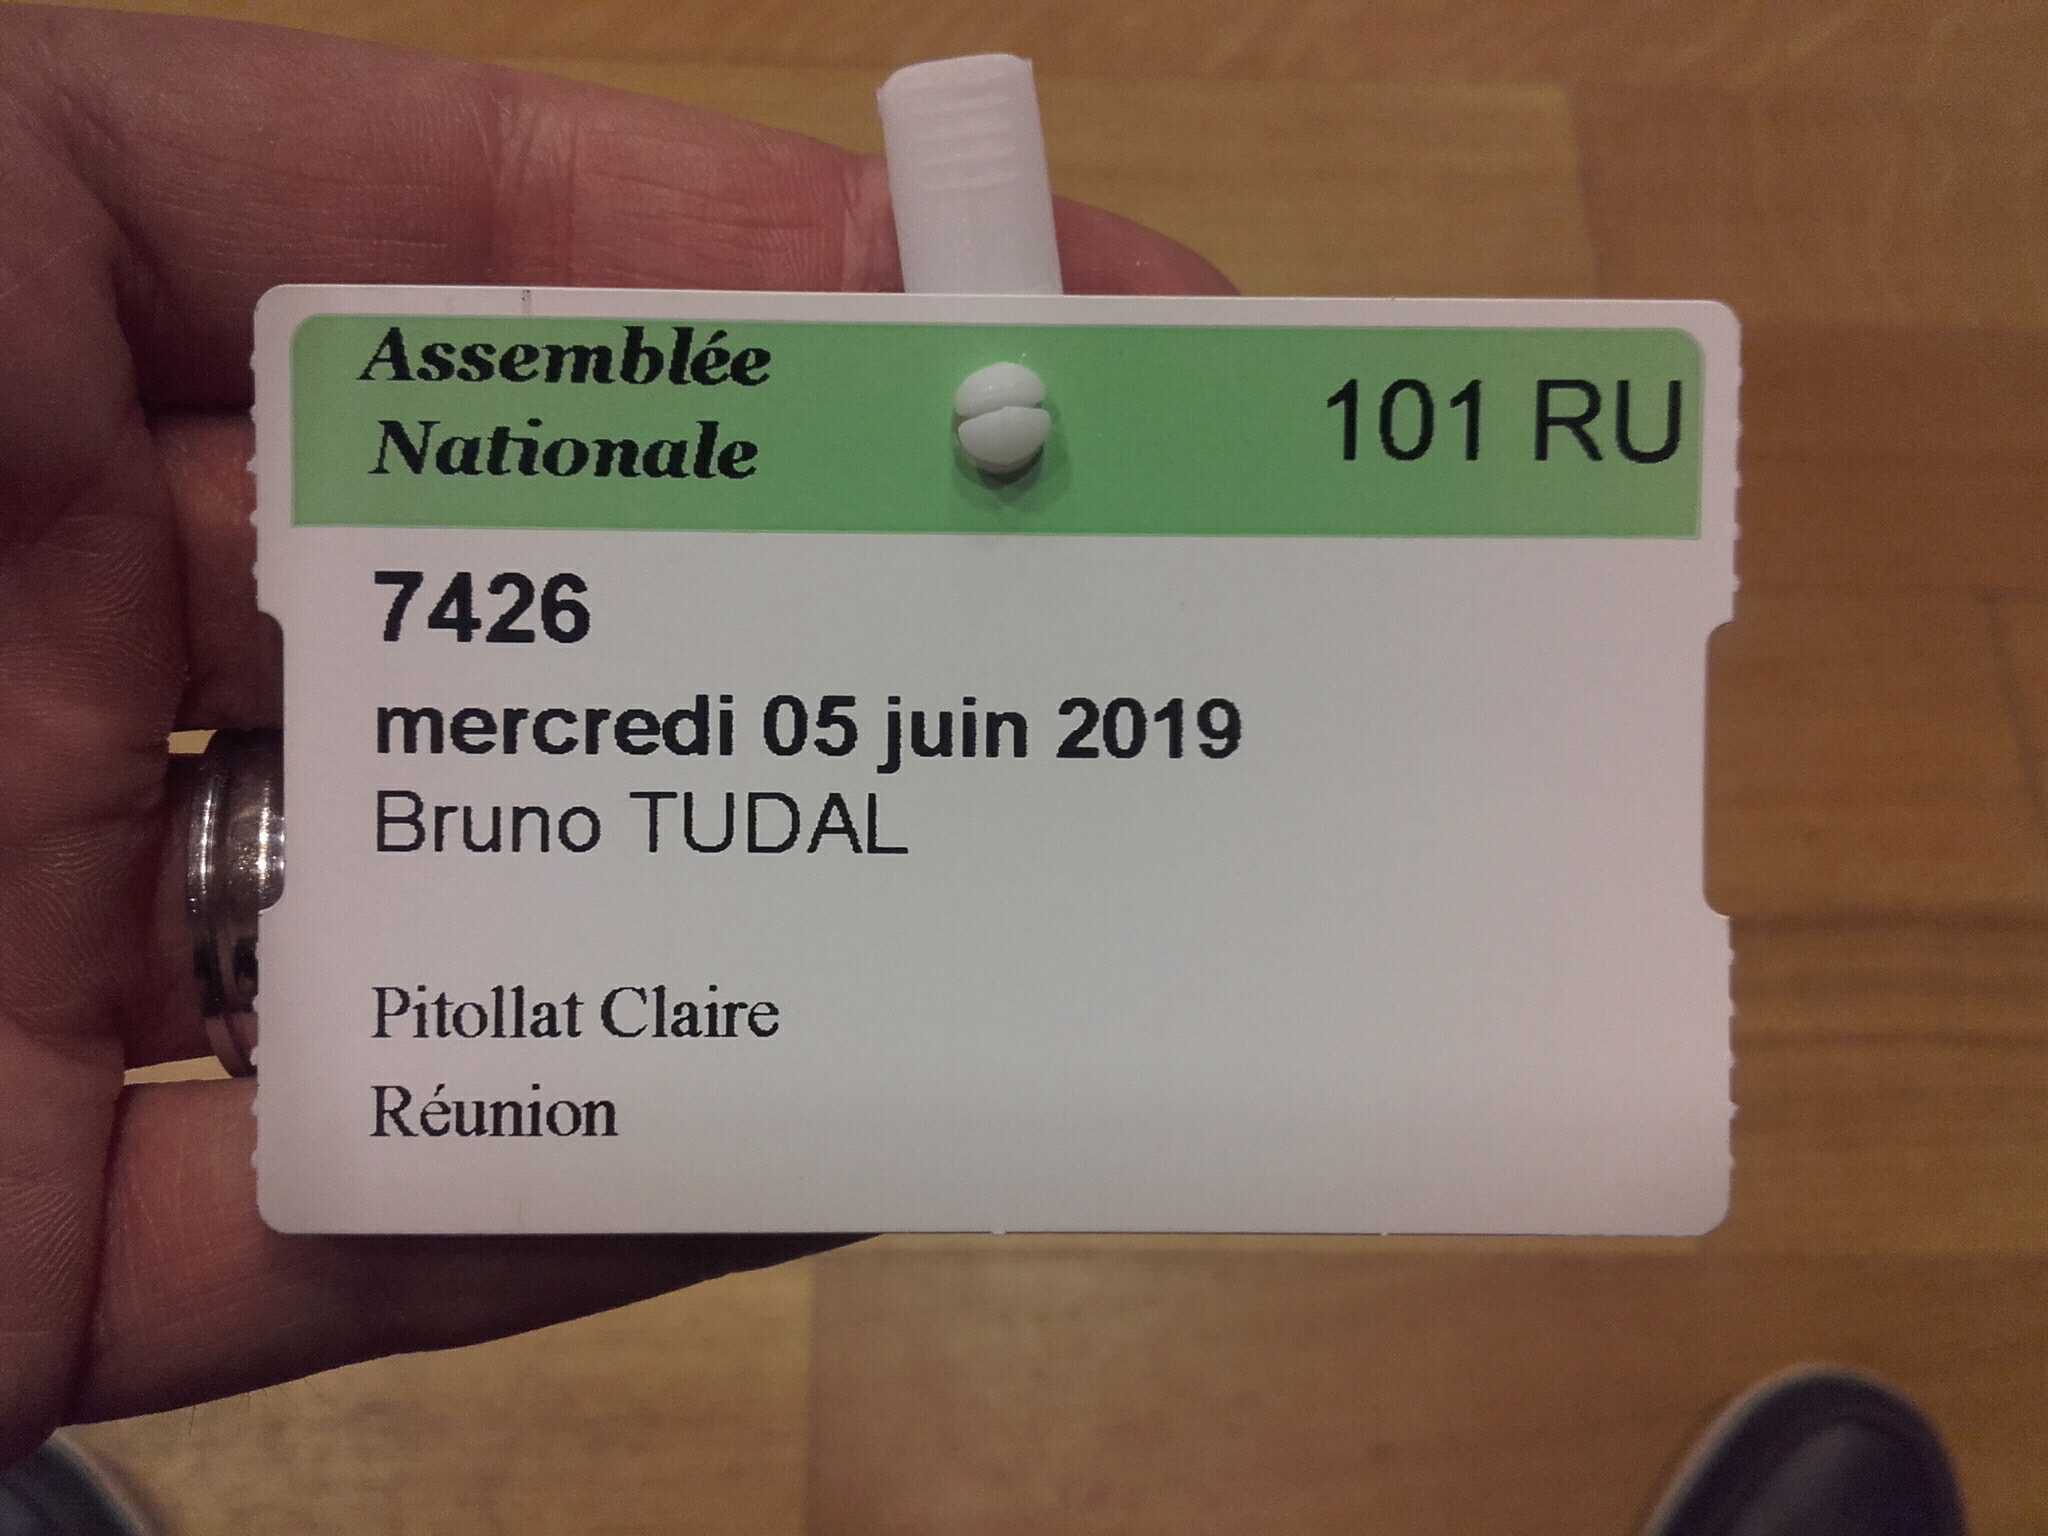 Assemblée
Nationale
101 RU
7426
mercredi 05 juin 2019
Bruno TUDAL
Pitollat Claire
Réunion